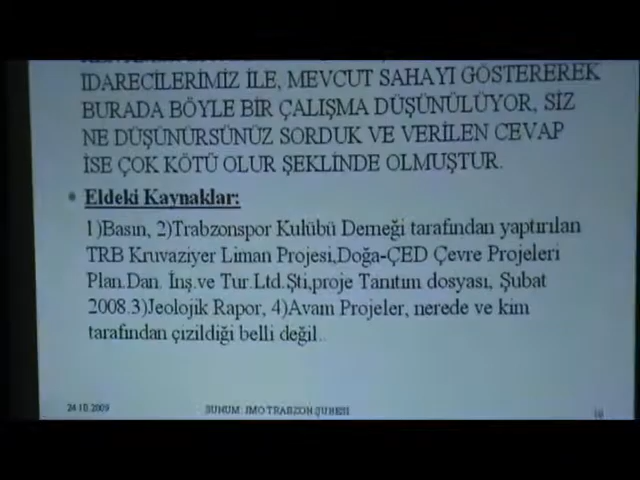 IDARECİLERİMİZ İLE, MEVCUT SAHAYI GÖSTEREREK
BURADA BÖYLE BİR ÇALIŞMA DÜŞÜNÜLÜYOR, SİZ
NE DÜŞÜNÜRSÜNÜZ SORDUK VE VERİLEN CEVAP
İSE ÇOK KÖTÜ OLUR ŞEKLİNDE OLMUŞTUR.
• Eldeki Kaynaklar:
1)Basın, 2)Trabzonspor Kulübü Derneği tarafından yaptırılan
TRB Kruvaziyer Liman Projesi,Doğa-ÇED Çevre Projeleri
Plan.Dan. İnş.ve Tur.Ltd.Şti,proje Tanıtım dosyası, Şubat
2008.3)Jeolojik Rapor, 4)Avam Projeler, nerede ve kim
tarafından çizildiği belli değil..
24.10.2009 SUNUM: IMO TRABZON ŞUBESİ